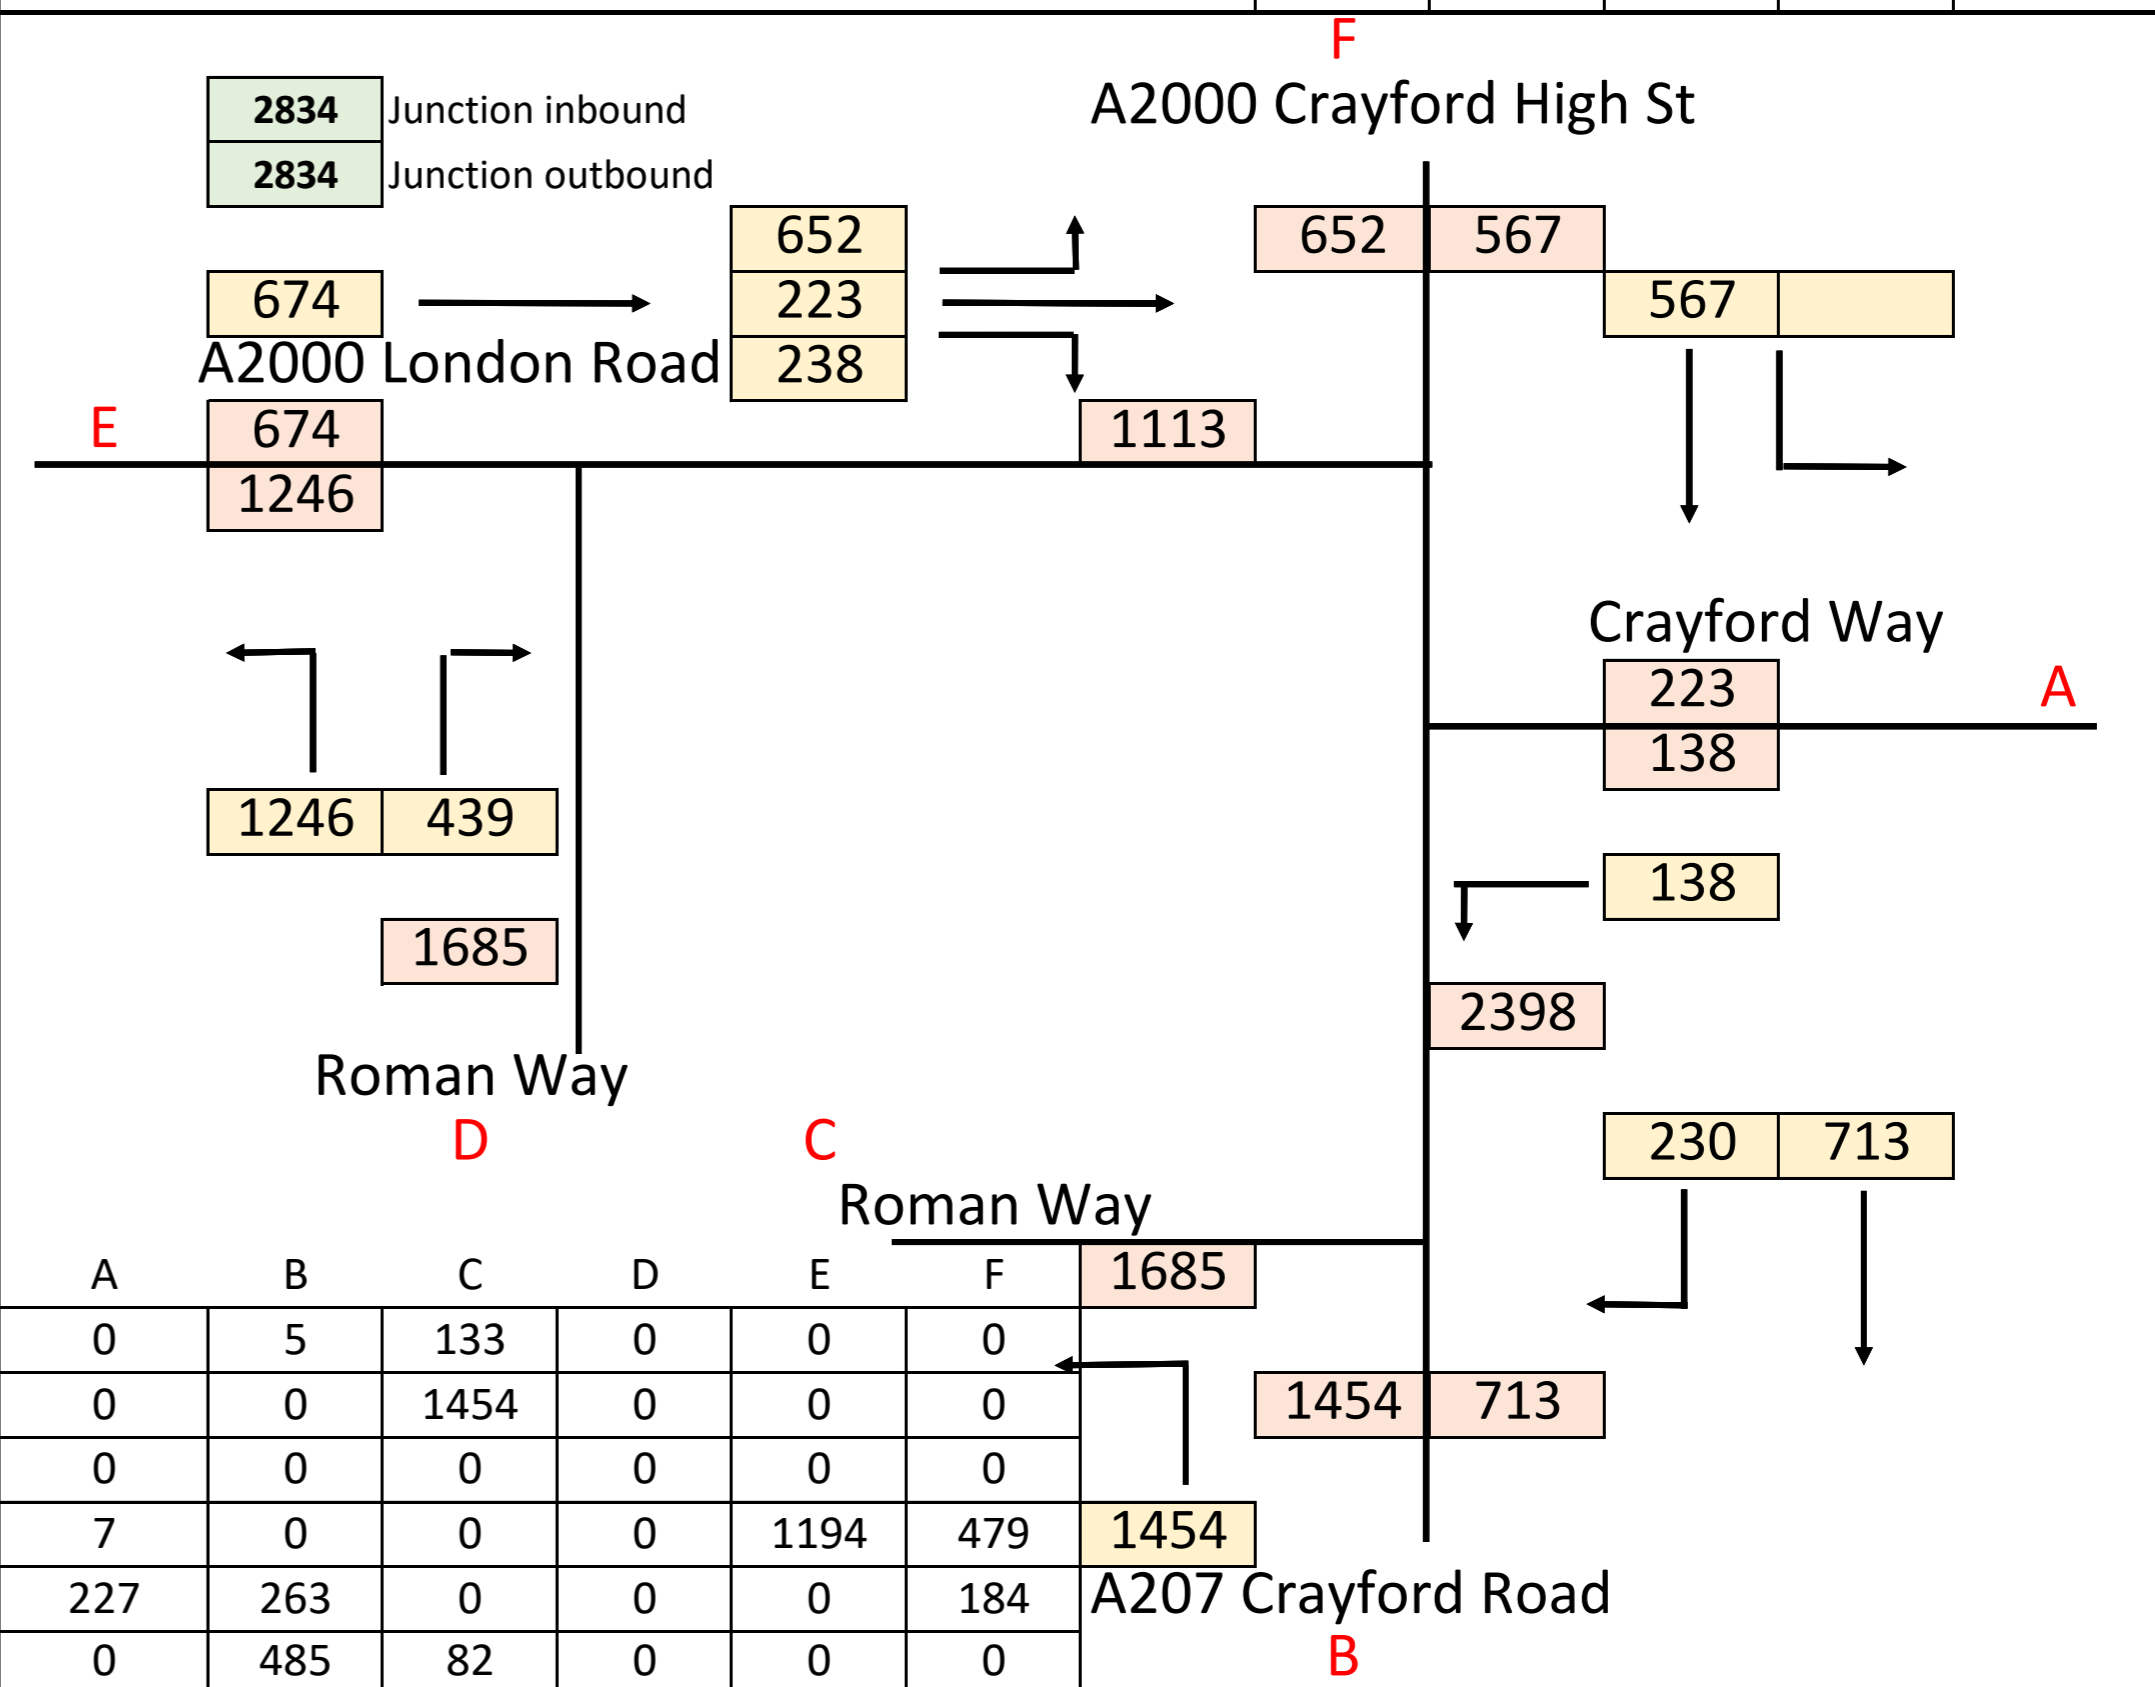 F
A2000 Crayford High St
2834 Junction inbound
2834 Junction outbound
652 652 567
674 223 567
A2000 London Road 238
E 674 1113
1246
Crayford Way
223 A
138
1246 439
138
1685
2398
Roman Way
D C 230 713
Roman Way
A B C D E F 1685
0 5 133 0 0 0
0 0 1454 0 0 0 1454 713
0 0 0 0 0 0
7 0 0 0 1194 479 1454
227 263 0 0 0 184 A207 Crayford Road
0 485 82 0 0 0 B